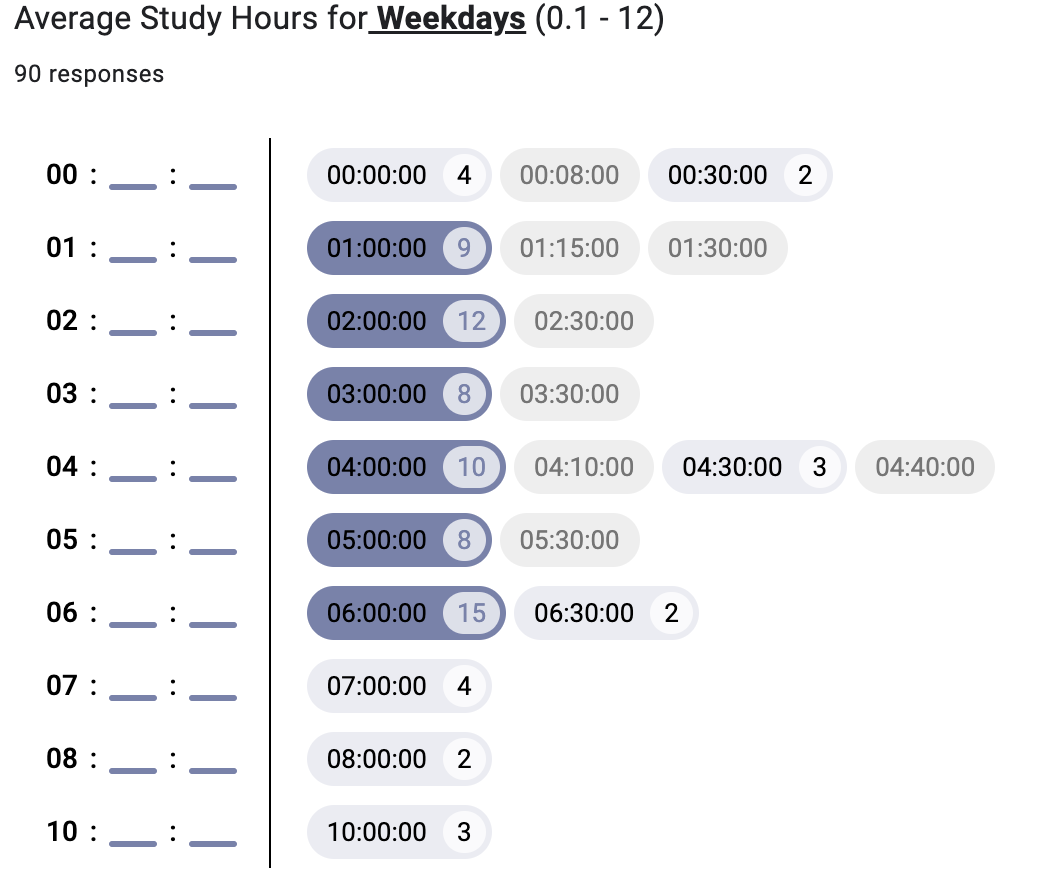 Average Study Hours for Weekdays (0.1 - 12)
90 responses
00 : __ : __ 00:00:00 4 00:08:00 00:30:00 2
01 : __ : __ 01:00:00 9 01:15:00 01:30:00
02 : __ : __ 02:00:00 12 02:30:00
03 : __ : __ 03:00:00 8 03:30:00
04 : __ : __ 04:00:00 10 04:10:00 04:30:00 3 04:40:00
05 : __ : __ 05:00:00 8 05:30:00
06 : __ : __ 06:00:00 15 06:30:00 2
07 : __ : __ 07:00:00 4
08 : __ : __ 08:00:00 2
10 : __ : __ 10:00:00 3